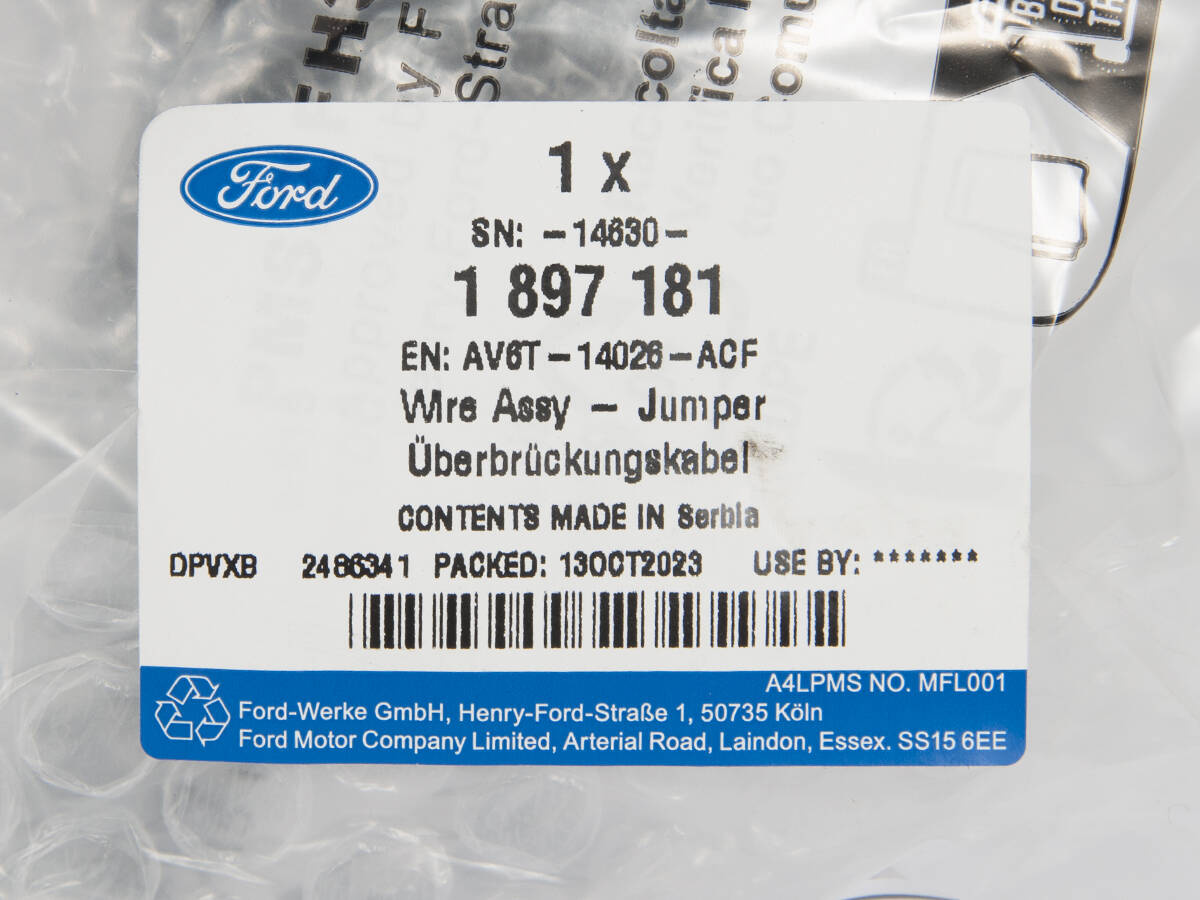 Ford
1 x
SN: -14630-
1 897 181
EN: AV6T-14026-ACF
Wire Assy - Jumper
Überbrückungskabel
CONTENTS MADE IN Serbia
DPVXB 2486341 PACKED: 13OCT2023 USE BY: *******
A4LPMS NO. MFL001
Ford-Werke GmbH, Henry-Ford-Straße 1, 50735 Köln
Ford Motor Company Limited, Arterial Road, Laindon, Essex. SS15 6EE